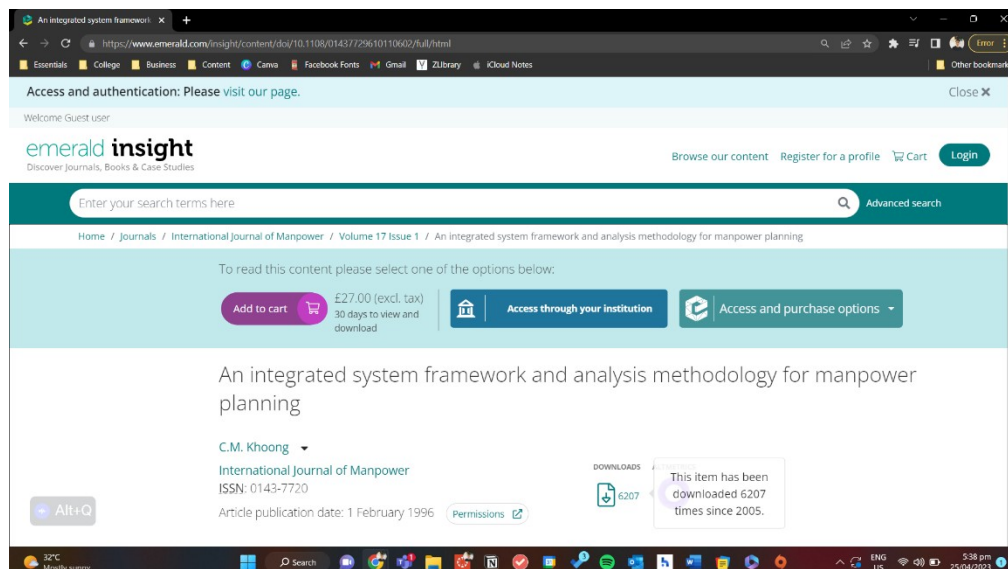 An integrated system framework
https://www.emerald.com/insight/content/doi/10.1108/01437729610110602/full/html
Error
Essentials College Business Content Canva Facebook Fonts Gmail ZLibrary iCloud Notes Other bookmark
Access and authentication: Please visit our page. Close
Welcome Guest user
emerald insight
Discover Journals, Books & Case Studies
Browse our content Register for a profile Cart Login
Enter your search terms here Advanced search
Home / Journals / International Journal of Manpower / Volume 17 Issue 1 / An integrated system framework and analysis methodology for manpower planning
To read this content please select one of the options below:
Add to cart £27.00 (excl. tax)
30 days to view and
download
Access through your institution
Access and purchase options
An integrated system framework and analysis methodology for manpower
planning
C.M. Khoong
International Journal of Manpower
ISSN: 0143-7720
Article publication date: 1 February 1996 Permissions
DOWNLOADS
6207
This item has been
downloaded 6207
times since 2005.
Alt+Q
32°C
Mostly sunny
Search
ENG
US
5:38 pm
25/04/2023